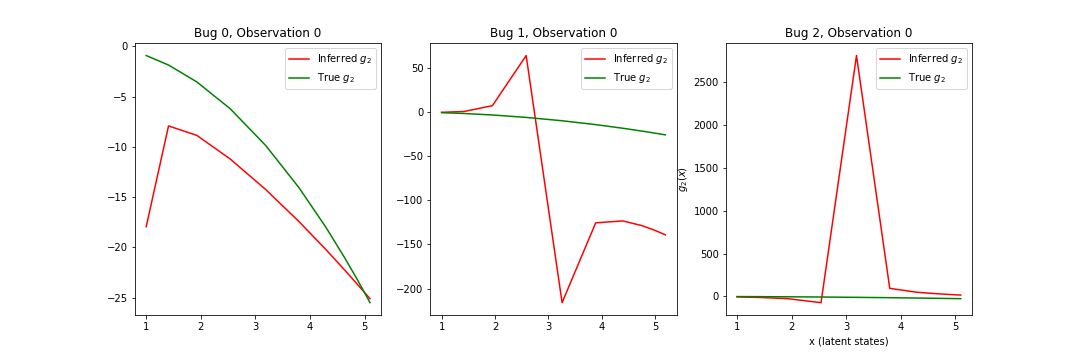 Bug 0, Observation 0
Inferred g₂
True g₂
0
−5
−10
−15
−20
−25
1 2 3 4 5
Bug 1, Observation 0
Inferred g₂
True g₂
50
0
−50
−100
−150
−200
1 2 3 4 5
Bug 2, Observation 0
Inferred g₂
True g₂
g₂(x)
2500
2000
1500
1000
500
0
1 2 3 4 5
x (latent states)